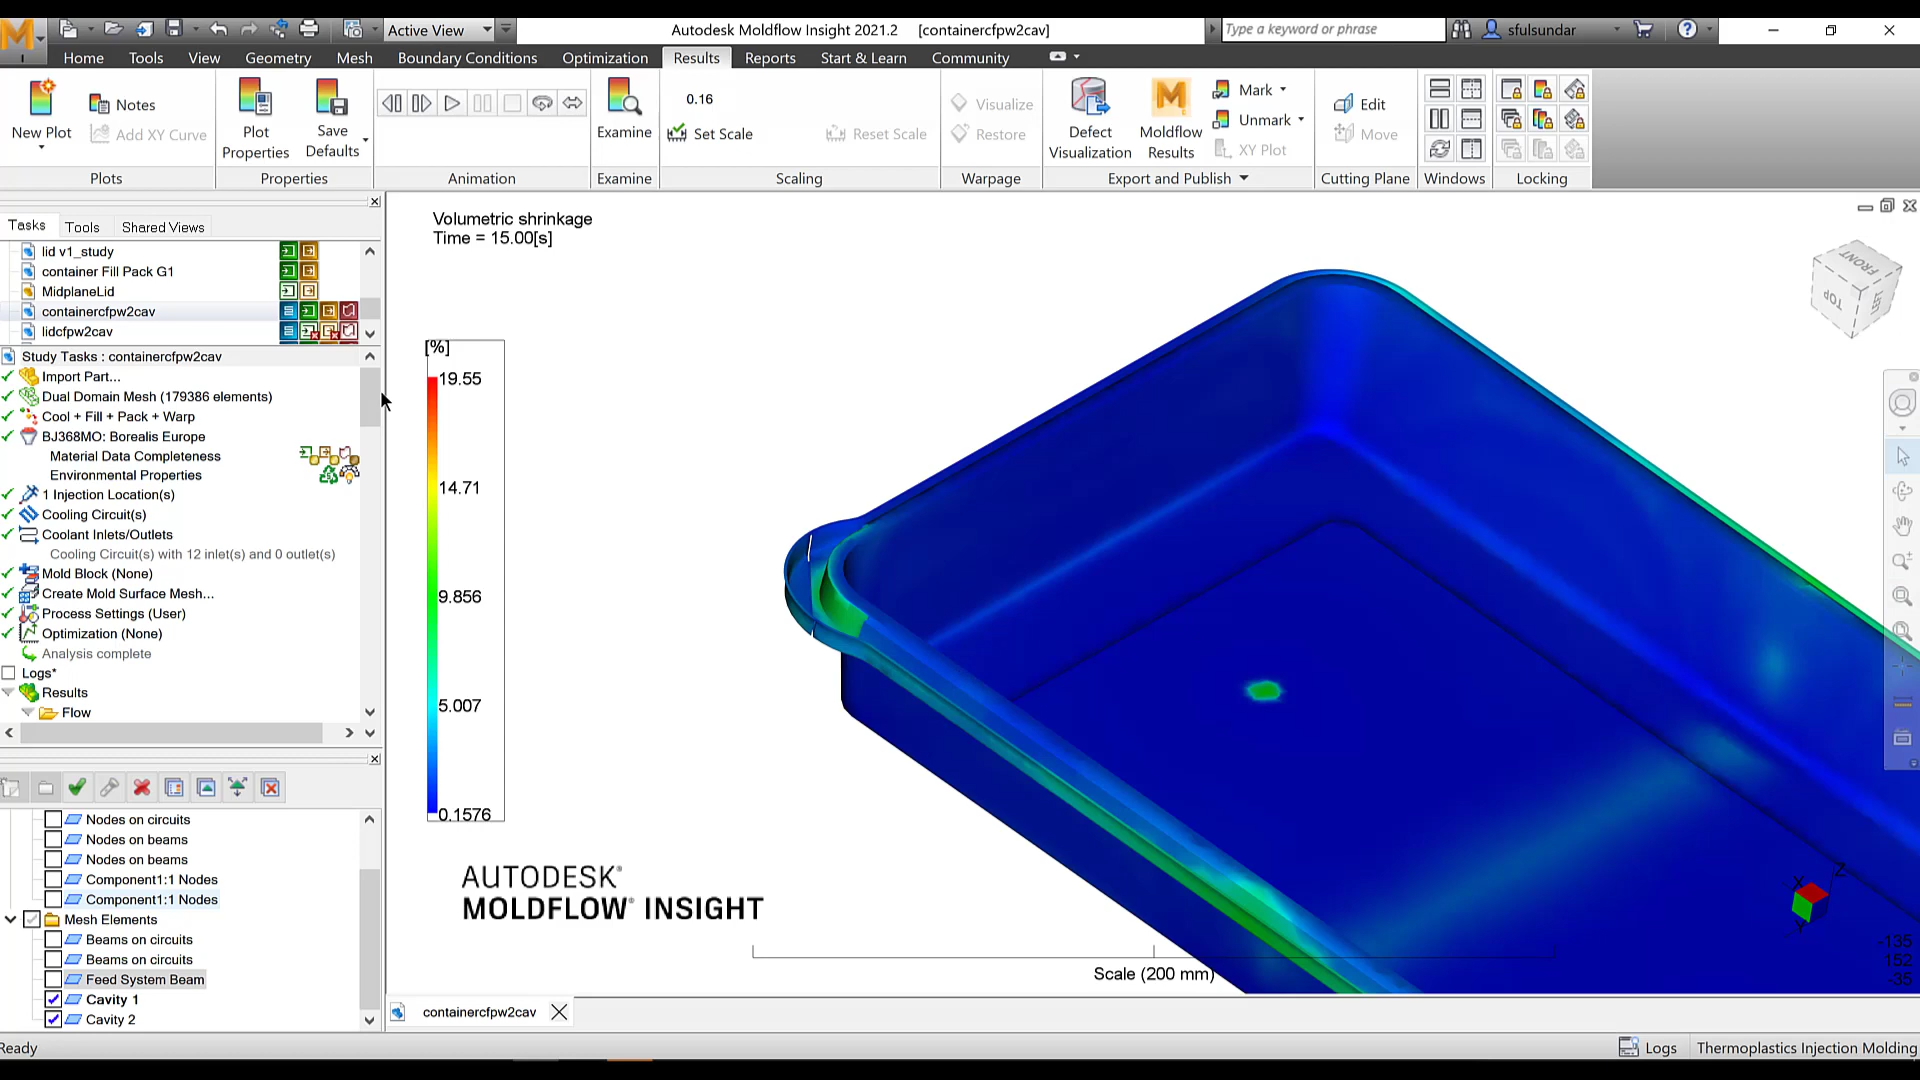 Active View
Autodesk Moldflow Insight 2021.2 [containercfpw2cav]
Type a keyword or phrase
sfulsundar
Home Tools View Geometry Mesh Boundary Conditions Optimization Results Reports Start & Learn Community
New Plot
Notes
Add XY Curve
Plots
Plot Properties
Save Defaults
Properties
Animation
Examine
Examine
0.16
Set Scale
Reset Scale
Scaling
Visualize
Restore
Warpage
Defect Visualization
Moldflow Results
Mark
Unmark
XY Plot
Export and Publish
Edit
Move
Cutting Plane
Windows
Locking
Tasks Tools Shared Views
lid v1_study
container Fill Pack G1
MidplaneLid
containercfpw2cav
lidcfpw2cav
Study Tasks : containercfpw2cav
Import Part...
Dual Domain Mesh (179386 elements)
Cool + Fill + Pack + Warp
BJ368MO: Borealis Europe
Material Data Completeness
Environmental Properties
1 Injection Location(s)
Cooling Circuit(s)
Coolant Inlets/Outlets
Cooling Circuit(s) with 12 inlet(s) and 0 outlet(s)
Mold Block (None)
Create Mold Surface Mesh...
Process Settings (User)
Optimization (None)
Analysis complete
Logs*
Results
Flow
Nodes on circuits
Nodes on beams
Nodes on beams
Component1:1 Nodes
Component1:1 Nodes
Mesh Elements
Beams on circuits
Beams on circuits
Feed System Beam
Cavity 1
Cavity 2
Volumetric shrinkage
Time = 15.00[s]
[%]
19.55
14.71
9.856
5.007
0.1576
AUTODESK®
MOLDFLOW® INSIGHT
Scale (200 mm)
FRONT
TOP
LEFT
Z
X
Y
-135
152
-35
containercfpw2cav
Ready
Logs
Thermoplastics Injection Molding